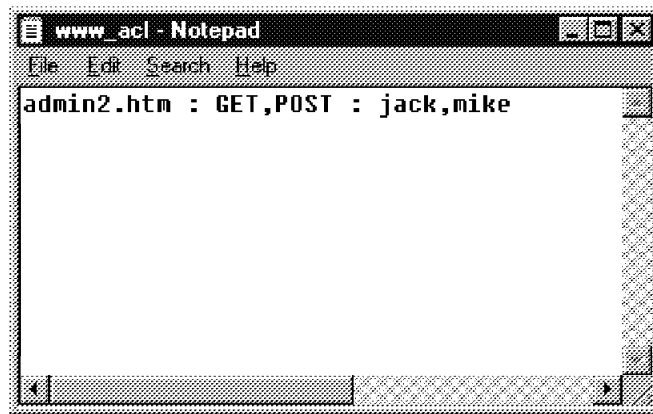 www_acl - Notepad
File Edit Search Help
admin2.htm : GET,POST : jack,mike